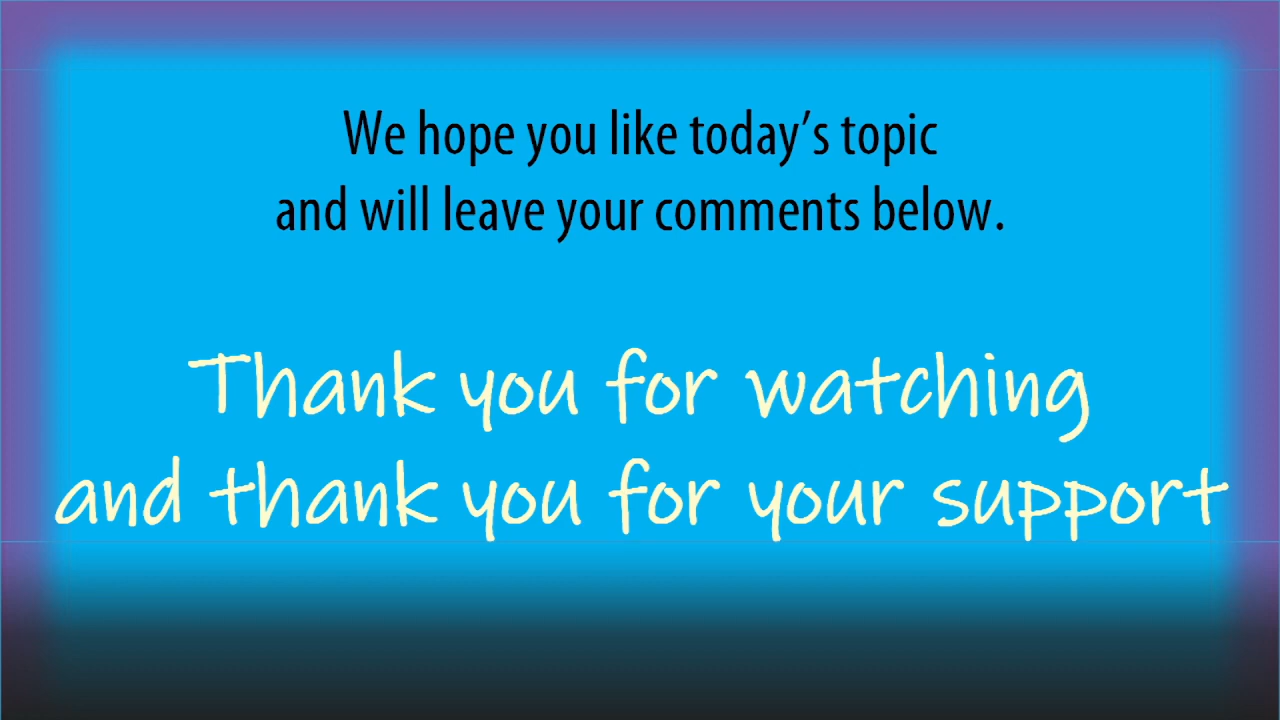 We hope you like today’s topic
and will leave your comments below.
Thank you for watching
and thank you for your support